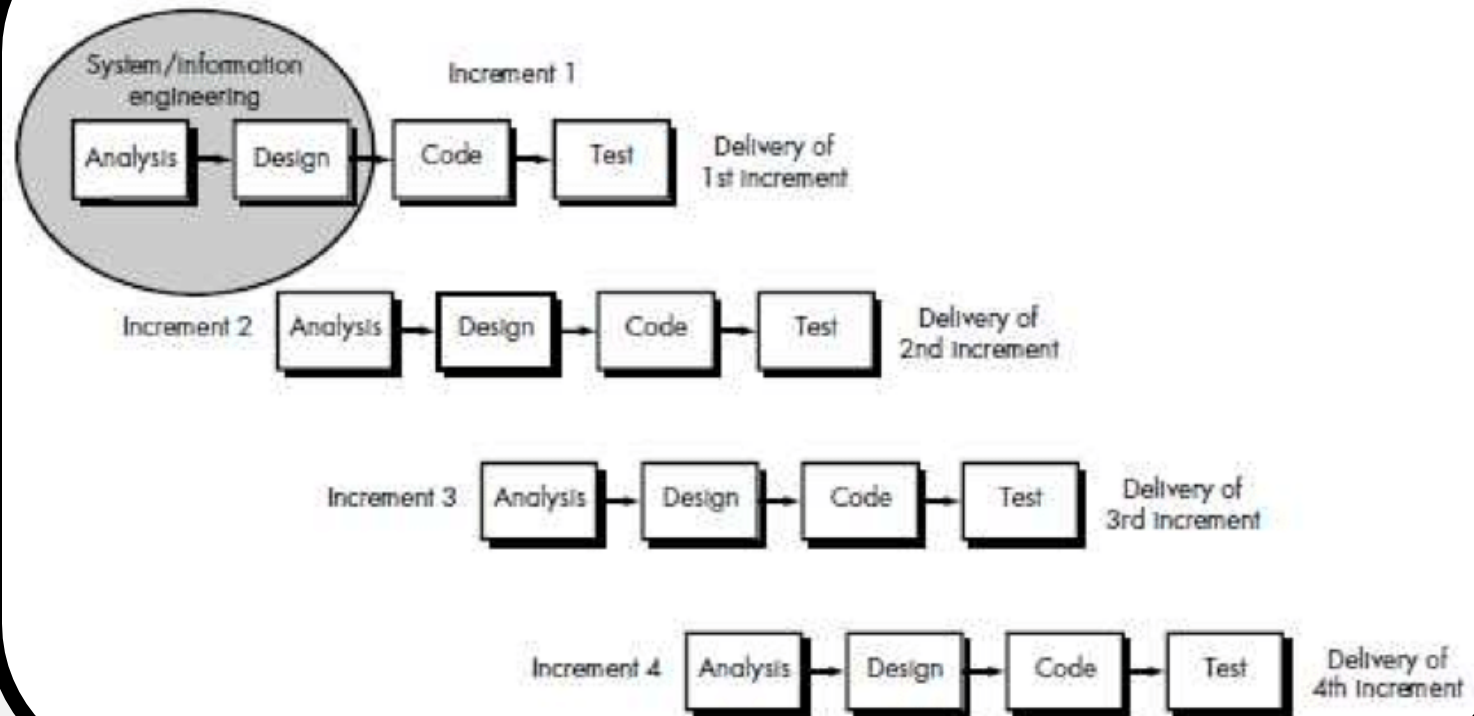 System/information
engineering
Increment 1
Analysis
Design
Code
Test
Delivery of
1st increment
Increment 2
Analysis
Design
Code
Test
Delivery of
2nd increment
Increment 3
Analysis
Design
Code
Test
Delivery of
3rd increment
Increment 4
Analysis
Design
Code
Test
Delivery of
4th increment